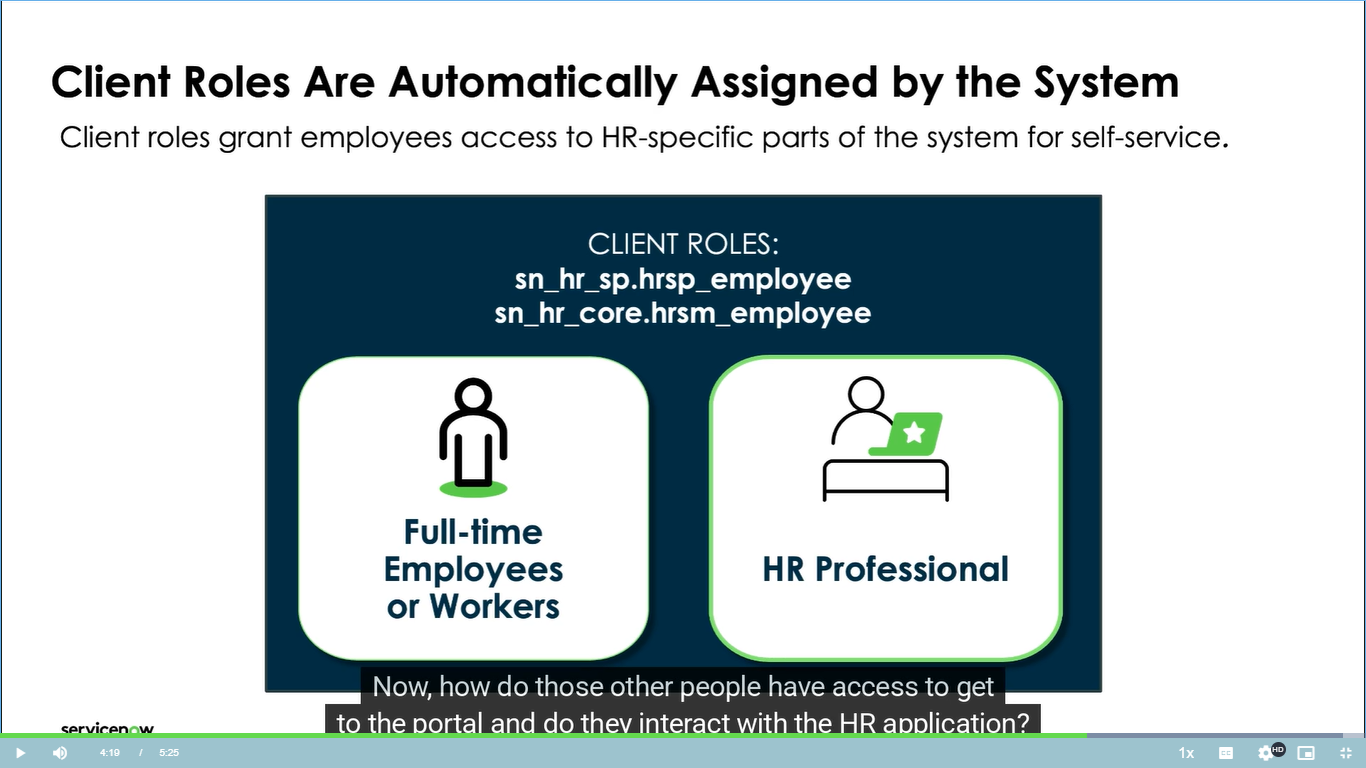 Client Roles Are Automatically Assigned by the System
Client roles grant employees access to HR-specific parts of the system for self-service.
CLIENT ROLES:
sn_hr_sp.hrsp_employee
sn_hr_core.hrsm_employee
Full-time
Employees
or Workers
HR Professional
Now, how do those other people have access to get
to the portal and do they interact with the HR application?
servicenow
4:19 / 5:25
1x
CC
HD